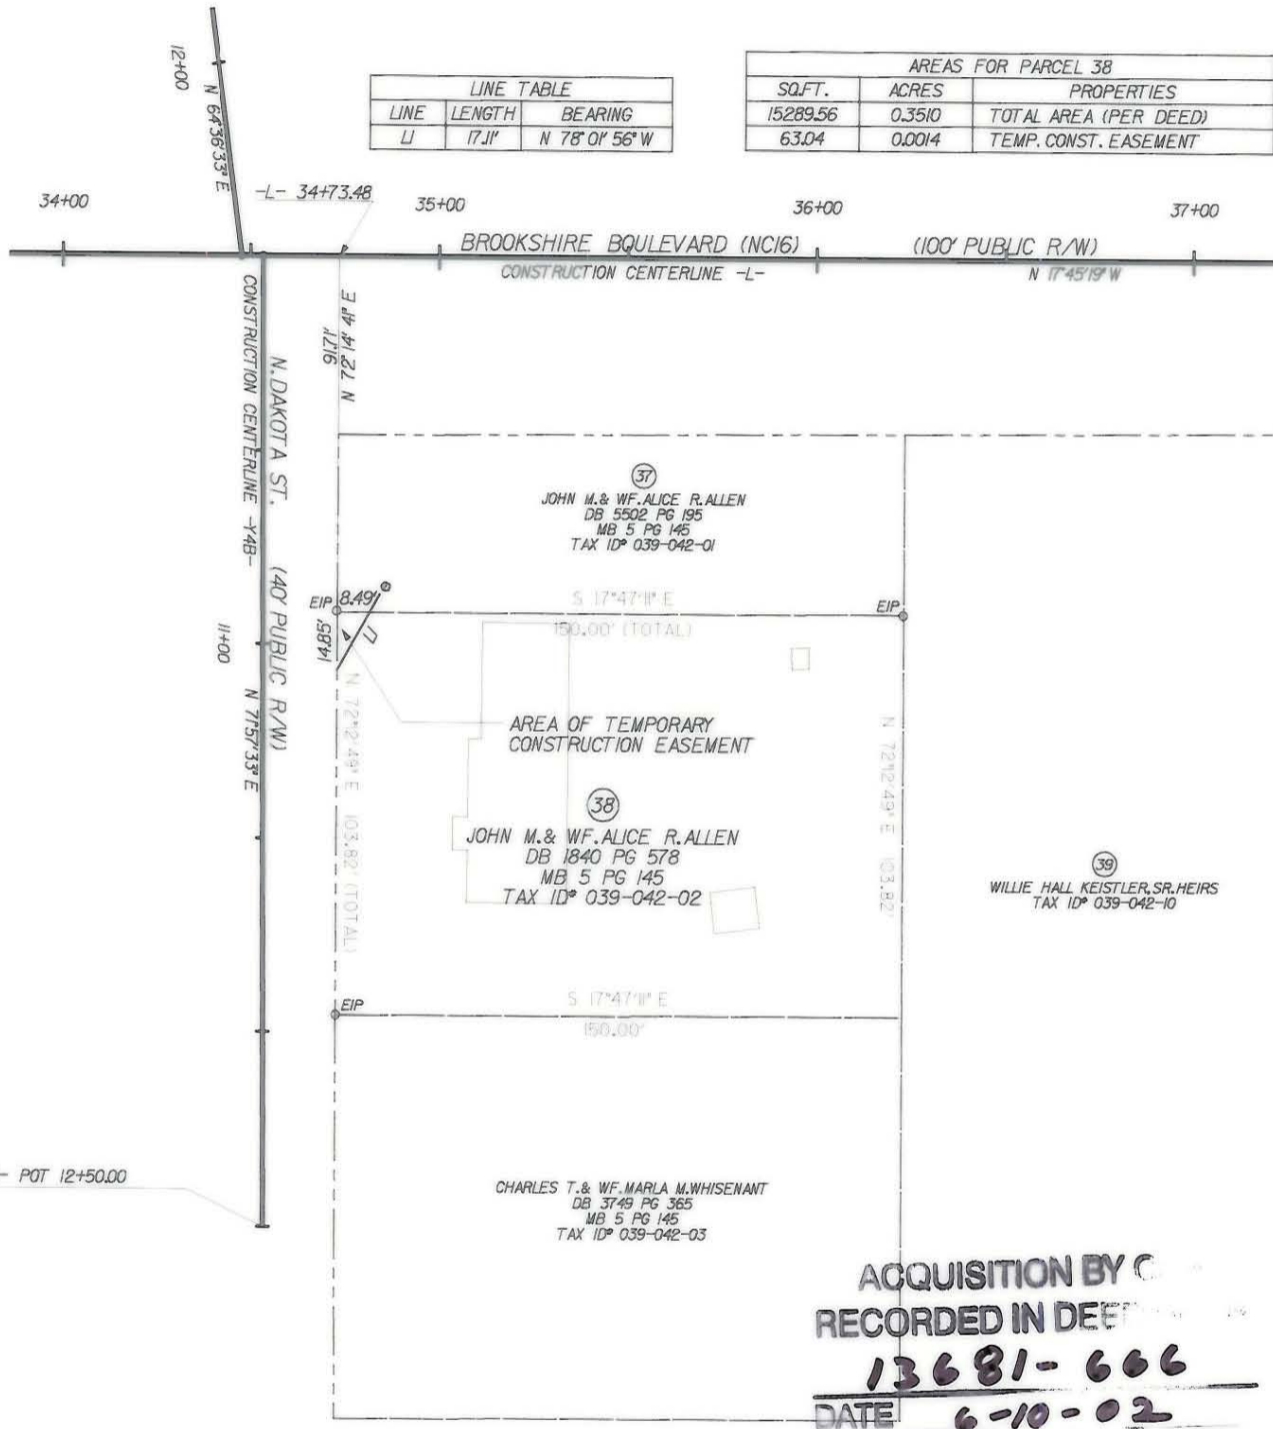 LINE TABLE
LINE LENGTH BEARING
L1 17.11' N 78°01'56" W
AREAS FOR PARCEL 38
SQ.FT. ACRES PROPERTIES
15289.56 0.3510 TOTAL AREA (PER DEED)
63.04 0.0014 TEMP. CONST. EASEMENT
12+00
N 64°36'33" E
-L- 34+73.48
34+00
35+00
36+00
37+00
BROOKSHIRE BOULEVARD (NC16) (100' PUBLIC R/W)
CONSTRUCTION CENTERLINE -L-
N 17°45'19" W
N 72°14'41" E
CONSTRUCTION CENTERLINE -Y4B-
N. DAKOTA ST. (40' PUBLIC R/W)
11+00
N 71°57'33" E
37
JOHN M. & WF. ALICE R. ALLEN
DB 5502 PG 195
MB 5 PG 145
TAX ID# 039-042-01
EIP
8.49'
14.85'
L1
S 17°47'11" E
150.00' (TOTAL)
EIP
AREA OF TEMPORARY
CONSTRUCTION EASEMENT
N 72°12'49" E 103.82' (TOTAL)
N 72°12'49" E 103.82'
38
JOHN M. & WF. ALICE R. ALLEN
DB 1840 PG 578
MB 5 PG 145
TAX ID# 039-042-02
39
WILLIE HALL KEISTLER, SR. HEIRS
TAX ID# 039-042-10
EIP
S 17°47'11" E
150.00'
- POT 12+50.00
CHARLES T. & WF. MARLA M. WHISENANT
DB 3749 PG 365
MB 5 PG 145
TAX ID# 039-042-03
ACQUISITION BY
RECORDED IN DEED
13681-666
DATE 6-10-02